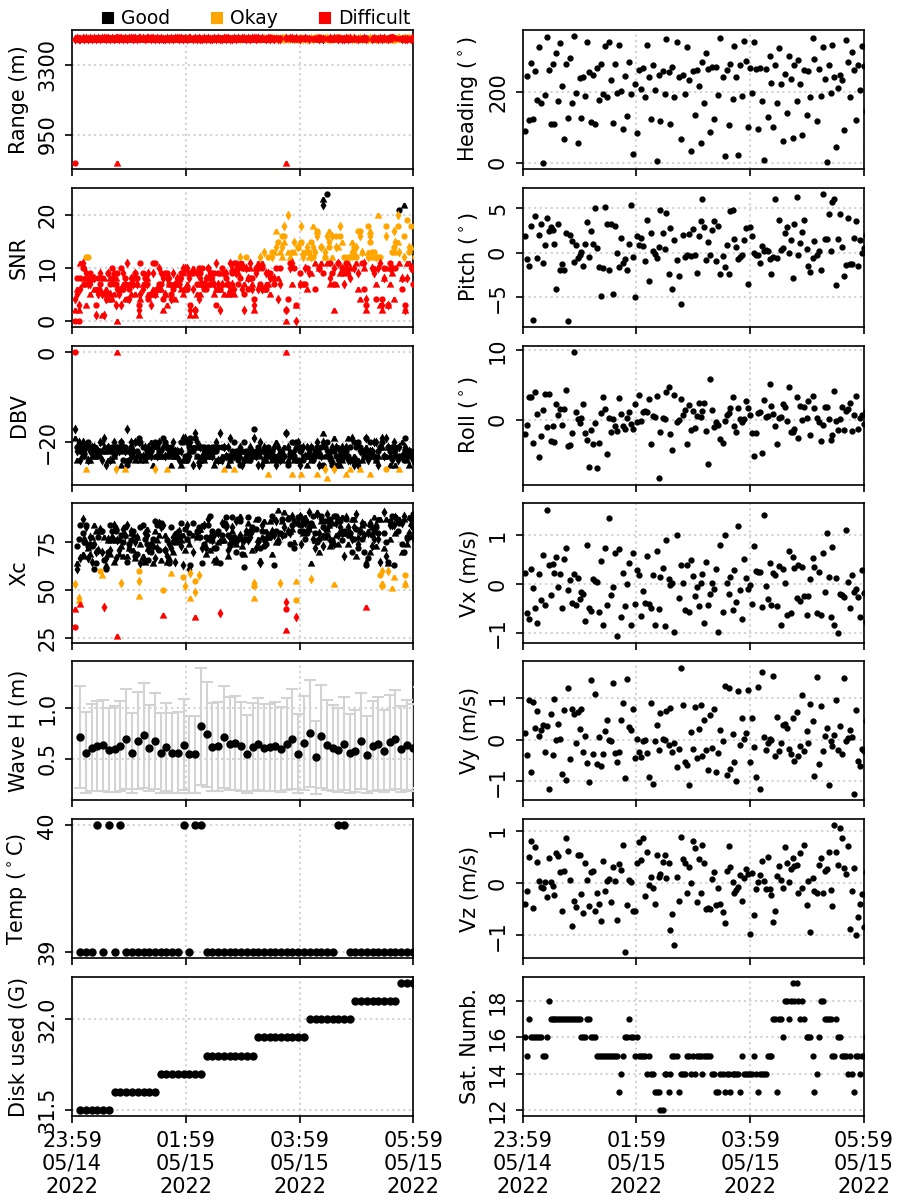 Good Okay Difficult
Range (m)
3300
950
Heading (°)
200
0
SNR
20
10
0
Pitch (°)
5
0
−5
DBV
0
−20
Roll (°)
10
0
Xc
75
50
25
Vx (m/s)
1
0
−1
Wave H (m)
1.0
0.5
Vy (m/s)
1
0
−1
Temp (°C)
40
39
Vz (m/s)
1
0
−1
Disk used (G)
32.0
31.5
Sat. Numb.
18
16
14
12
23:59 01:59 03:59 05:59
05/14 05/15 05/15 05/15
2022 2022 2022 2022
23:59 01:59 03:59 05:59
05/14 05/15 05/15 05/15
2022 2022 2022 2022